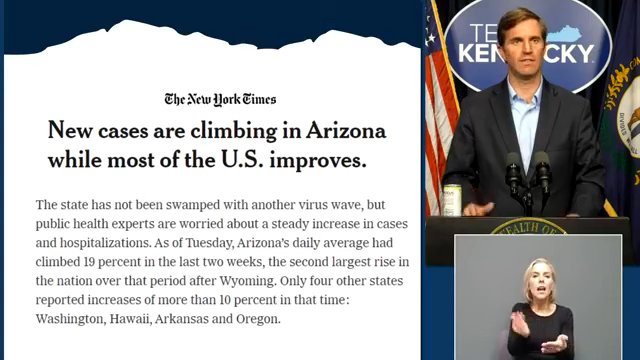 The New York Times
New cases are climbing in Arizona
while most of the U.S. improves.
The state has not been swamped with another virus wave, but
public health experts are worried about a steady increase in cases
and hospitalizations. As of Tuesday, Arizona's daily average had
climbed 19 percent in the last two weeks, the second largest rise in
the nation over that period after Wyoming. Only four other states
reported increases of more than 10 percent in that time:
Washington, Hawaii, Arkansas and Oregon.
TE
KENTUCKY